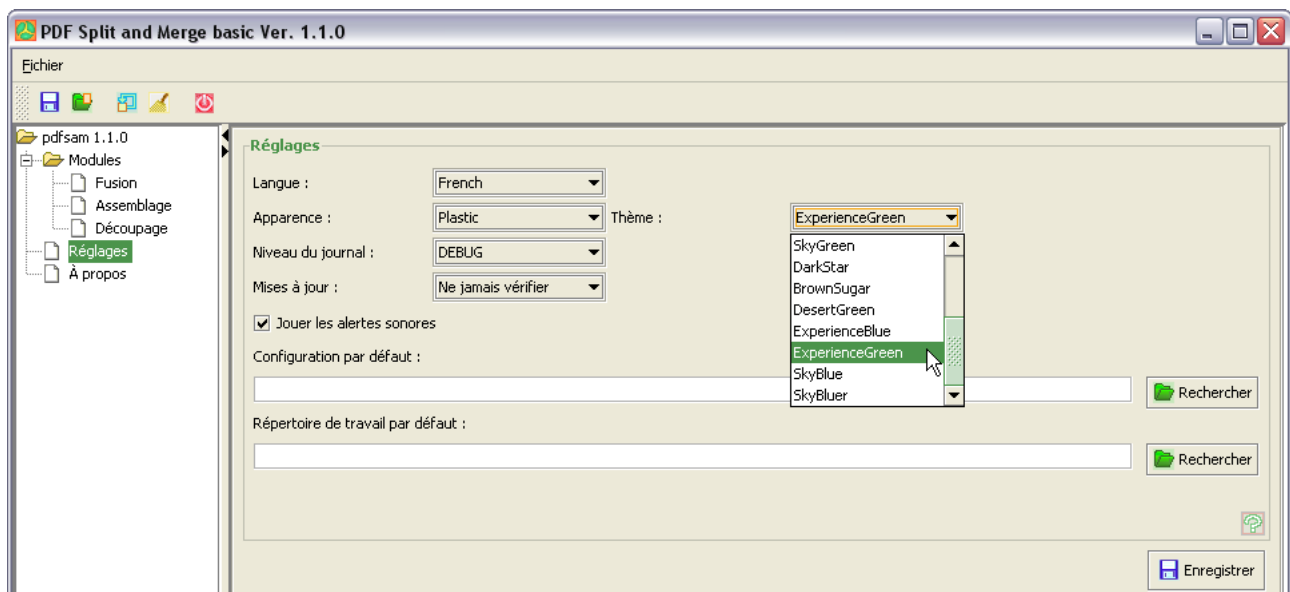 PDF Split and Merge basic Ver. 1.1.0
Fichier
pdfsam 1.1.0
Modules
Fusion
Assemblage
Découpage
Réglages
À propos
Réglages
Langue : French
Apparence : Plastic Thème : ExperienceGreen
Niveau du journal : DEBUG
Mises à jour : Ne jamais vérifier
SkyGreen
DarkStar
BrownSugar
DesertGreen
ExperienceBlue
ExperienceGreen
SkyBlue
SkyBluer
Jouer les alertes sonores
Configuration par défaut :
Rechercher
Répertoire de travail par défaut :
Rechercher
Enregistrer